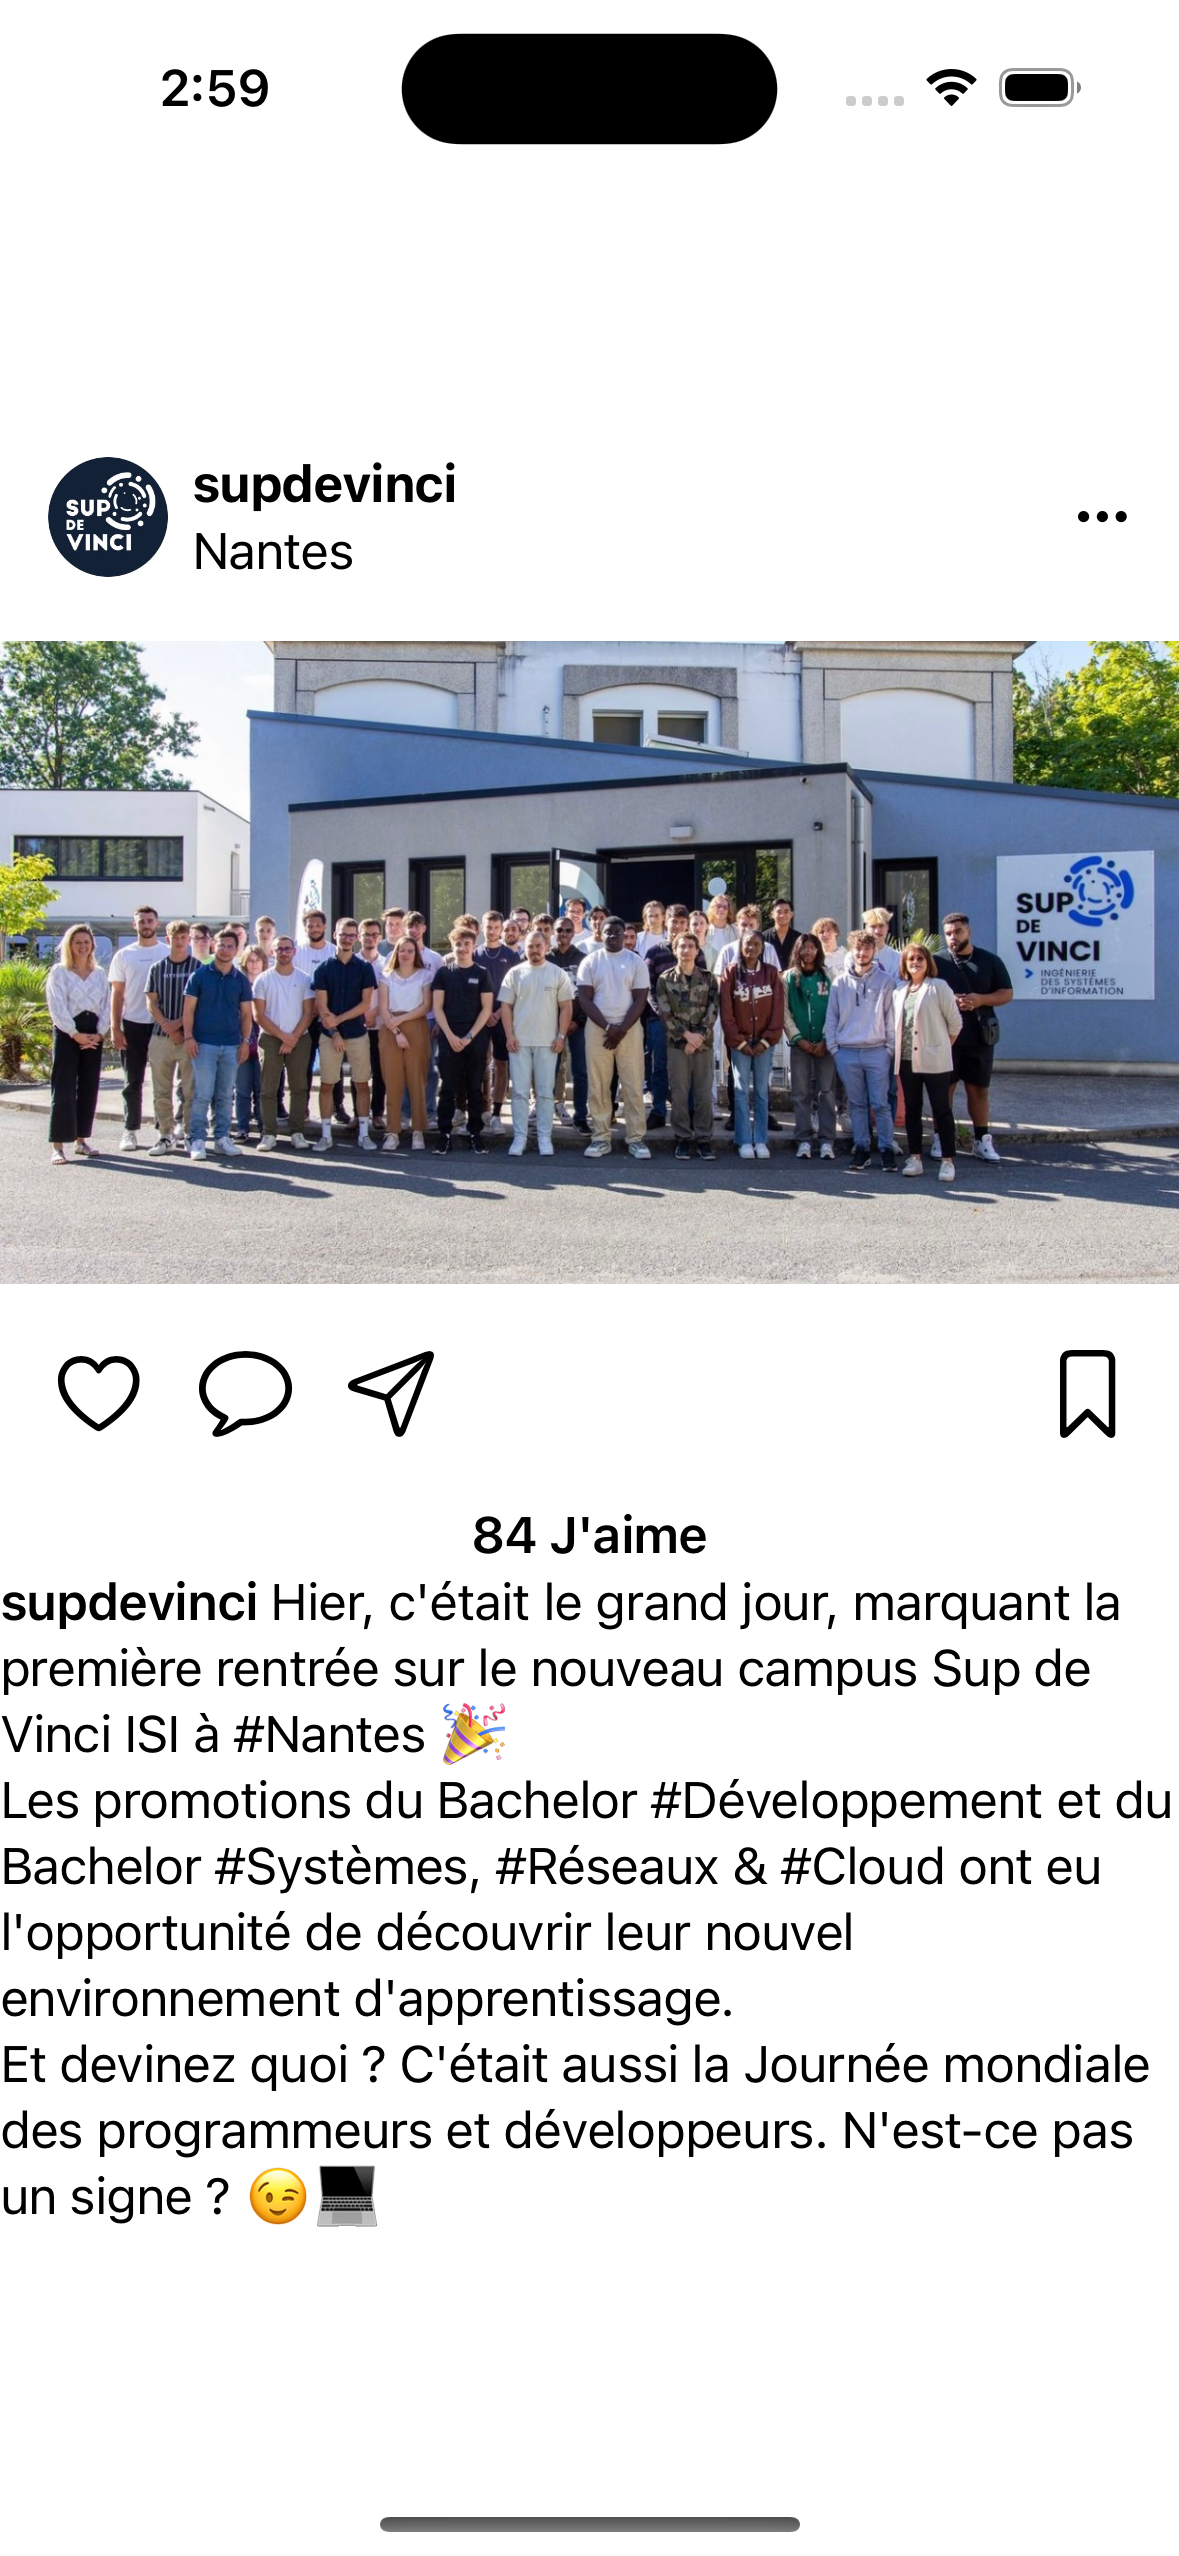 2:59
SUP
DE
VINCI
supdevinci
Nantes
SUP
DE
VINCI
INGÉNIERIE
DES SYSTÈMES
D'INFORMATION
84 J'aime
supdevinci Hier, c'était le grand jour, marquant la
première rentrée sur le nouveau campus Sup de
Vinci ISI à #Nantes 🎉
Les promotions du Bachelor #Développement et du
Bachelor #Systèmes, #Réseaux & #Cloud ont eu
l'opportunité de découvrir leur nouvel
environnement d'apprentissage.
Et devinez quoi ? C'était aussi la Journée mondiale
des programmeurs et développeurs. N'est-ce pas
un signe ? 😉💻